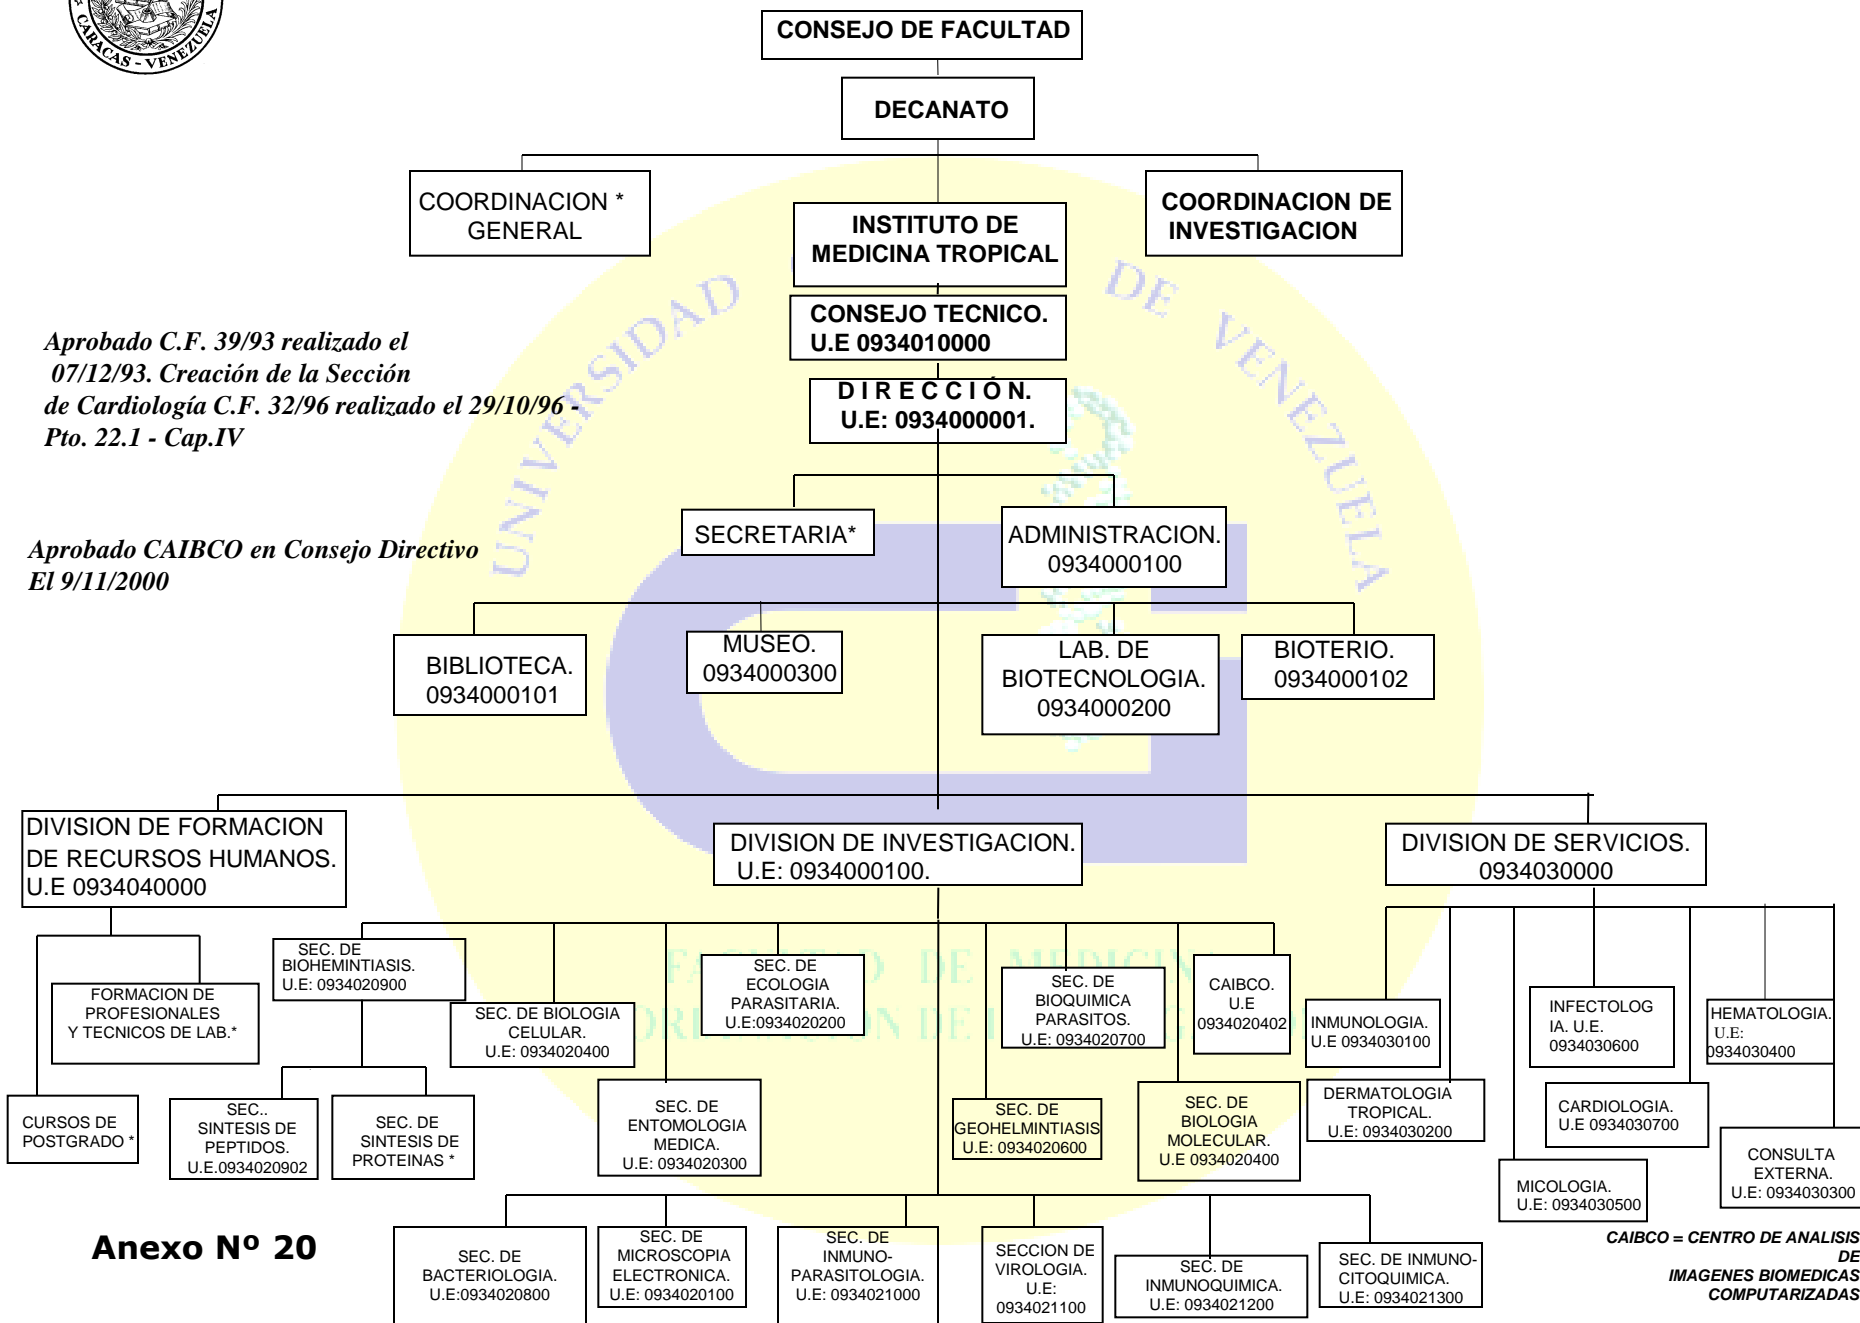 CARACAS - VENEZUELA
CONSEJO DE FACULTAD
DECANATO
COORDINACION *
GENERAL
INSTITUTO DE
MEDICINA TROPICAL
COORDINACION DE
INVESTIGACION
CONSEJO TECNICO.
U.E 0934010000
D I R E C C I Ó N.
U.E: 0934000001.
Aprobado C.F. 39/93 realizado el
07/12/93. Creación de la Sección
de Cardiología C.F. 32/96 realizado el 29/10/96 -
Pto. 22.1 - Cap.IV
Aprobado CAIBCO en Consejo Directivo
El 9/11/2000
UNIVERSIDAD
DE VENEZUELA
SECRETARIA*
ADMINISTRACION.
0934000100
BIBLIOTECA.
0934000101
MUSEO.
0934000300
LAB. DE
BIOTECNOLOGIA.
0934000200
BIOTERIO.
0934000102
DIVISION DE FORMACION
DE RECURSOS HUMANOS.
U.E 0934040000
DIVISION DE INVESTIGACION.
U.E: 0934000100.
DIVISION DE SERVICIOS.
0934030000
DE MEDICIN
FORMACION DE
PROFESIONALES
Y TECNICOS DE LAB.*
CURSOS DE
POSTGRADO *
SEC. DE
BIOHEMINTIASIS.
U.E: 0934020900
SEC..
SINTESIS DE
PEPTIDOS.
U.E.0934020902
SEC. DE
SINTESIS DE
PROTEINAS *
SEC. DE BIOLOGIA
CELULAR.
U.E: 0934020400
SEC. DE
ENTOMOLOGIA
MEDICA.
U.E: 0934020300
SEC. DE
ECOLOGIA
PARASITARIA.
U.E:0934020200
SEC. DE
GEOHELMINTIASIS
U.E: 0934020600
SEC. DE
BIOQUIMICA
PARASITOS.
U.E: 0934020700
SEC. DE
BIOLOGIA
MOLECULAR.
U.E 0934020400
CAIBCO.
U.E
0934020402
INMUNOLOGIA.
U.E 0934030100
DERMATOLOGIA
TROPICAL.
U.E: 0934030200
MICOLOGIA.
U.E: 0934030500
INFECTOLOG
IA. U.E.
0934030600
CARDIOLOGIA.
U.E 0934030700
HEMATOLOGIA.
U.E:
0934030400
CONSULTA
EXTERNA.
U.E: 0934030300
SEC. DE
BACTERIOLOGIA.
U.E:0934020800
SEC. DE
MICROSCOPIA
ELECTRONICA.
U.E: 0934020100
SEC. DE
INMUNO-
PARASITOLOGIA.
U.E: 0934021000
SECCION DE
VIROLOGIA.
U.E:
0934021100
SEC. DE
INMUNOQUIMICA.
U.E: 0934021200
SEC. DE INMUNO-
CITOQUIMICA.
U.E: 0934021300
Anexo Nº 20
CAIBCO = CENTRO DE ANALISIS
DE
IMAGENES BIOMEDICAS
COMPUTARIZADAS